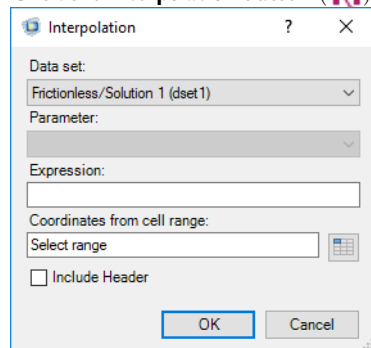 Interpolation ? ×
Data set:
Frictionless/Solution 1 (dset1)
Parameter:
Expression:
Coordinates from cell range:
Select range
Include Header
OK Cancel